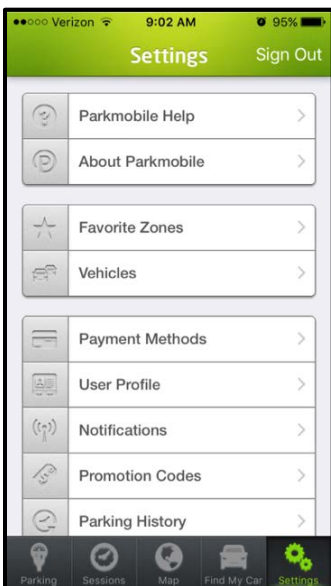 ●●○○○ Verizon 9:02 AM 95%
Settings Sign Out
Parkmobile Help
About Parkmobile
Favorite Zones
Vehicles
Payment Methods
User Profile
Notifications
Promotion Codes
Parking History
Parking Sessions Map Find My Car Settings